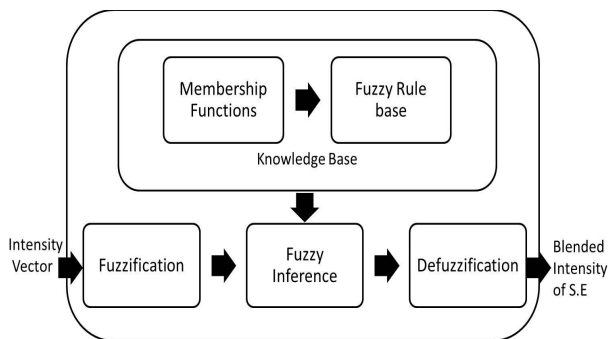 Membership
Functions
Fuzzy Rule
base
Knowledge Base
Intensity
Vector
Fuzzification
Fuzzy
Inference
Defuzzification
Blended
Intensity
of S.E